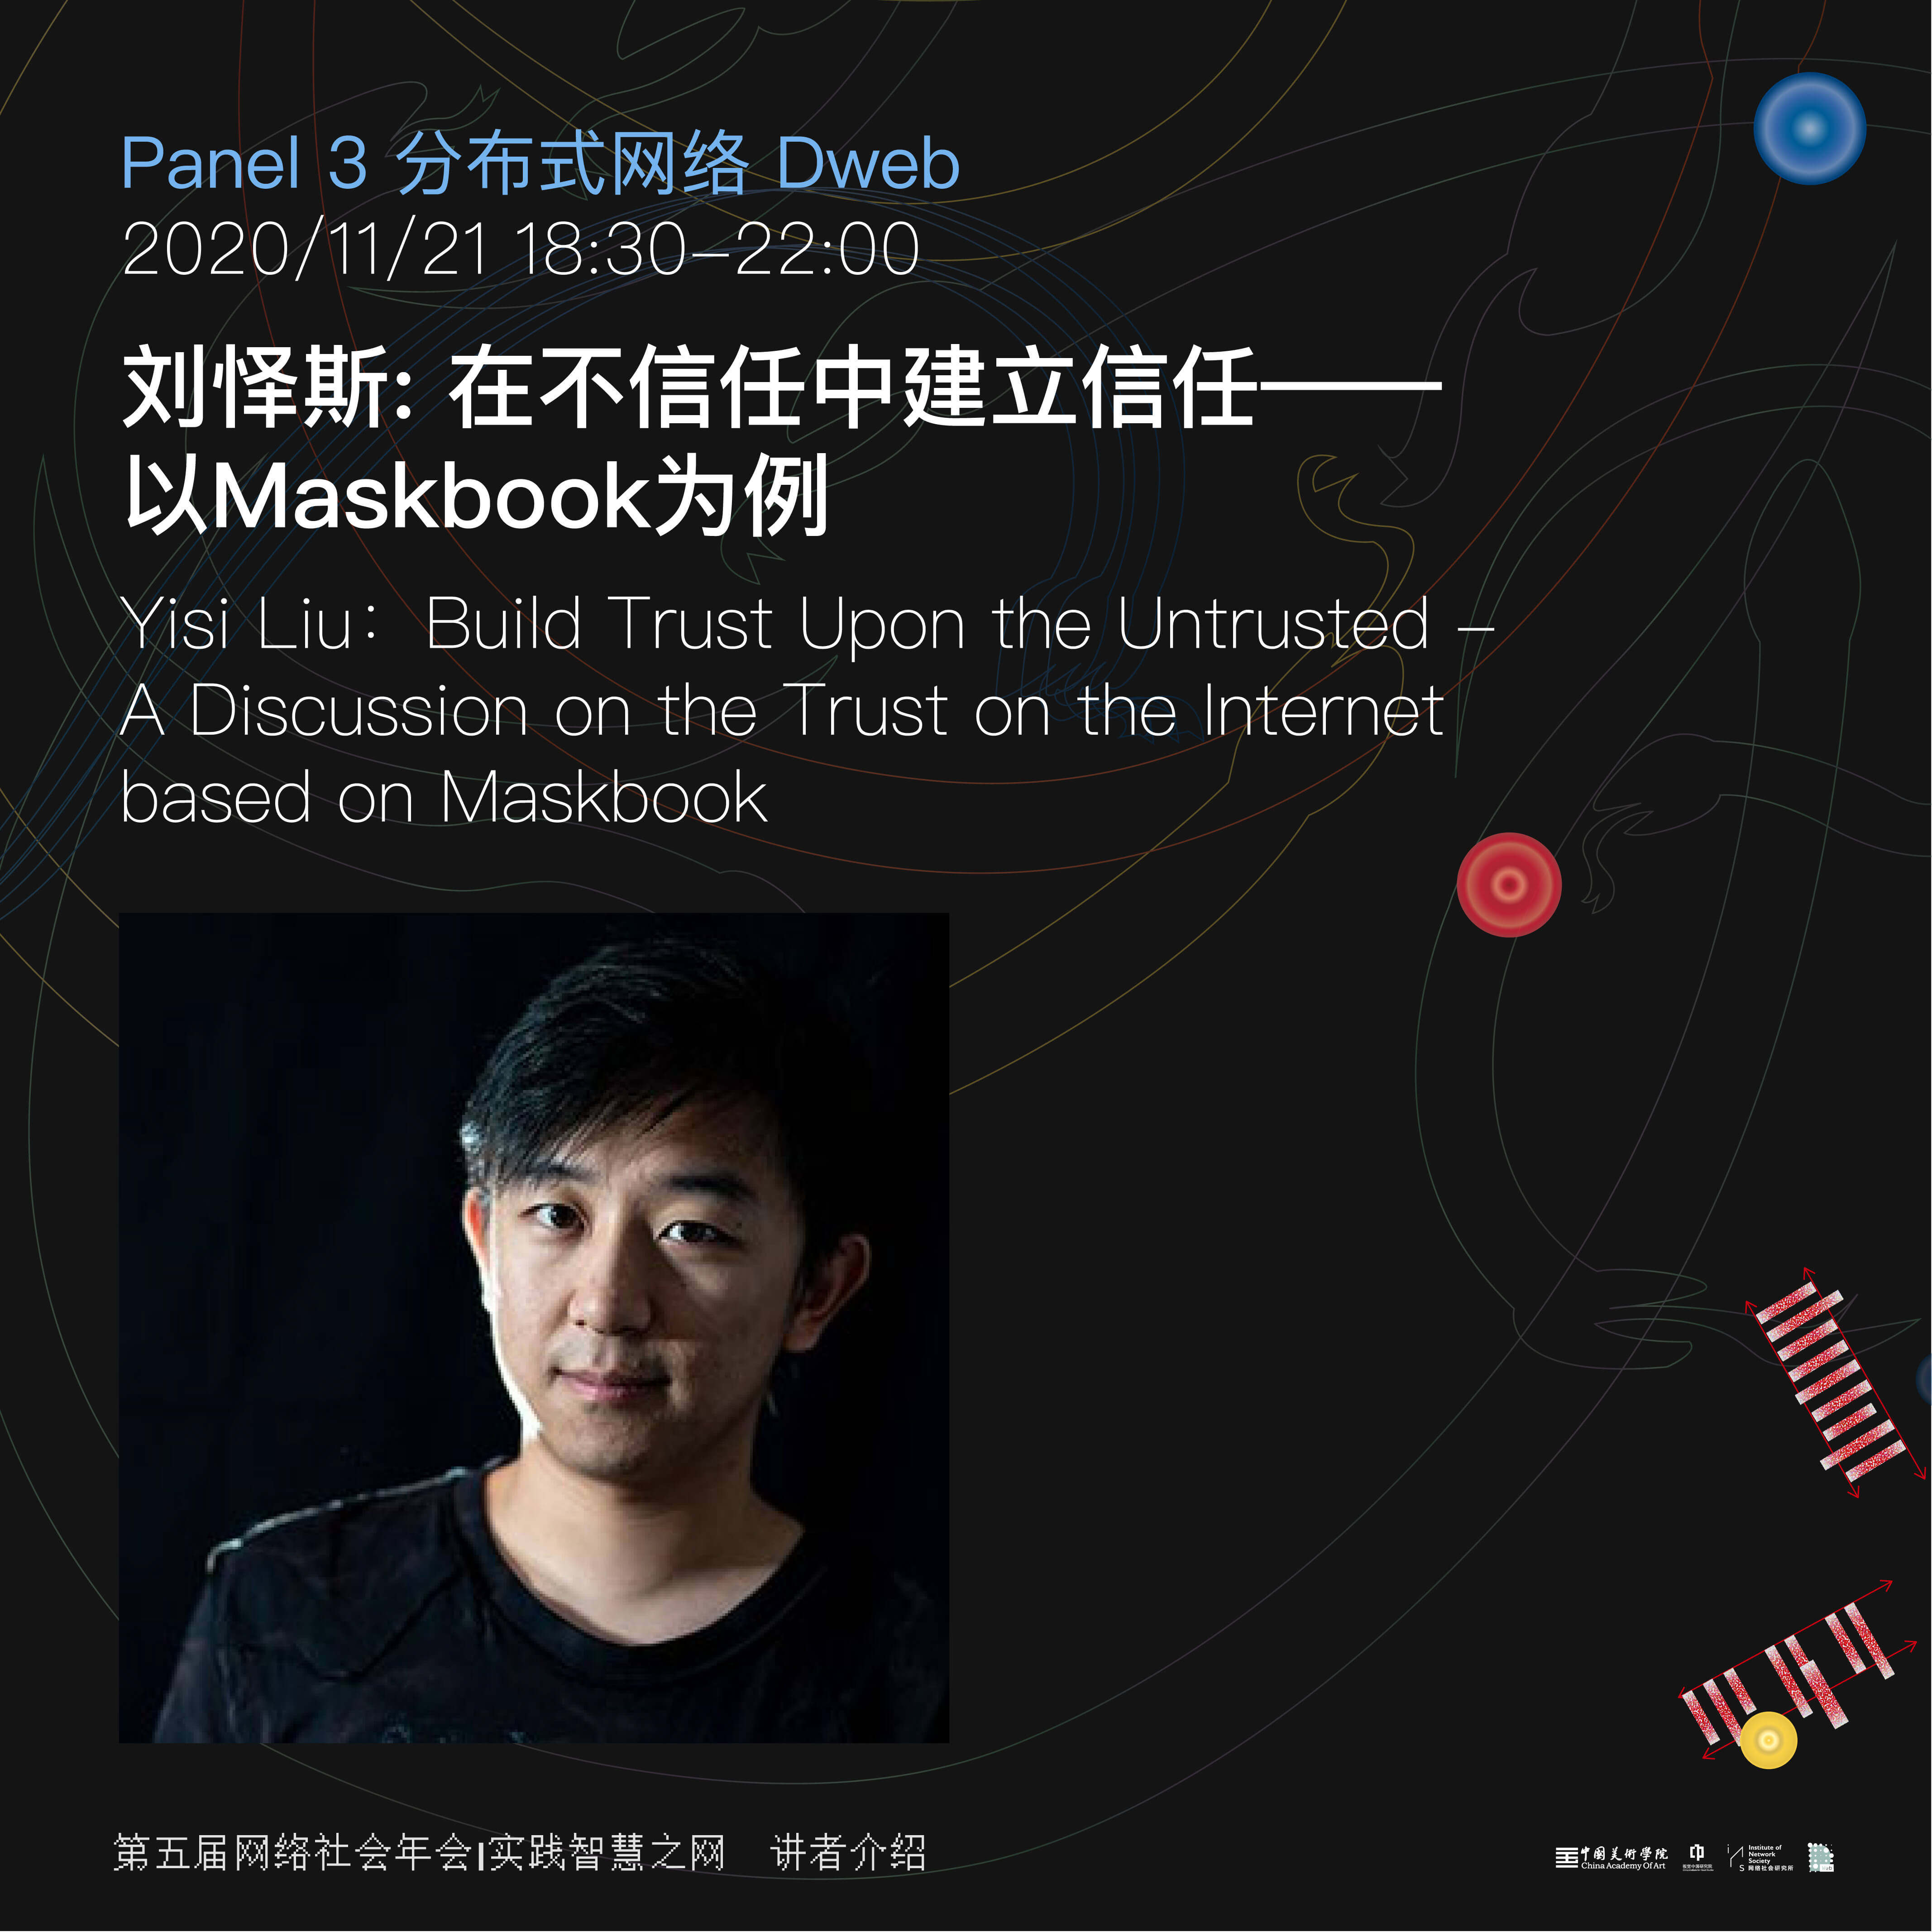 Panel 3 分布式网络 Dweb
2020/11/21 18:30-22:00
刘怿斯: 在不信任中建立信任——
以Maskbook为例
Yisi Liu: Build Trust Upon the Untrusted –
A Discussion on the Trust on the Internet
based on Maskbook
第五届网络社会年会|实践智慧之网 讲者介绍
中国美術學院
China Academy Of Art
Institute of
Network
Society
网络社会研究所